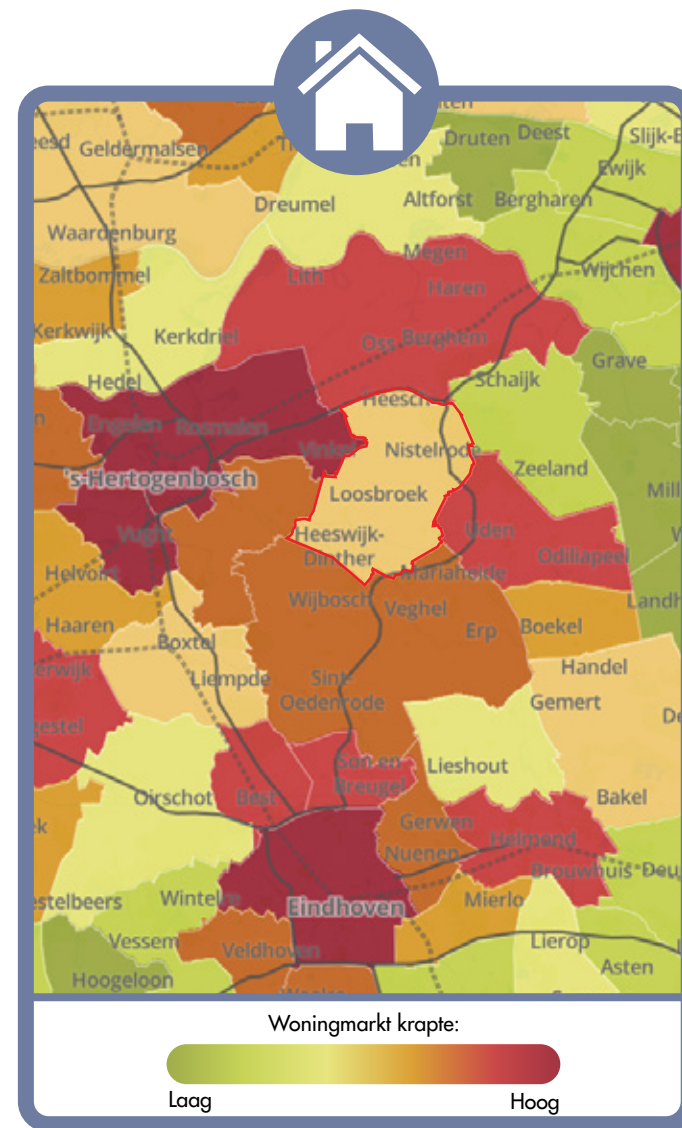 Geldermalsen
Druten Deest
Ewijk
Dreumel
Altforst
Bergharen
Waardenburg
Megen
Zaltbommel
Lith
Haren
Wijchen
Kerkwijk
Kerkdriel
Oss
Berghem
Grave
Hedel
Schaijk
Heesch
Engelen
Rosmalen
Vinkel
Nistelrode
Zeeland
's-Hertogenbosch
Loosbroek
Vught
Heeswijk-
Dinther
Uden
Odiliapeel
Helvoirt
Mariaheide
Wijbosch
Veghel
Haaren
Erp
Boekel
Boxtel
Handel
Liempde
Sint-
Oedenrode
Gemert
Son en
Breugel
Lieshout
Oirschot
Best
Bakel
Gerwen
Helmond
Nuenen
Brouwhuis
Mierlo
Eindhoven
Vessem
Veldhoven
Lierop
Asten
Hoogeloon
Woningmarkt krapte:
Laag
Hoog